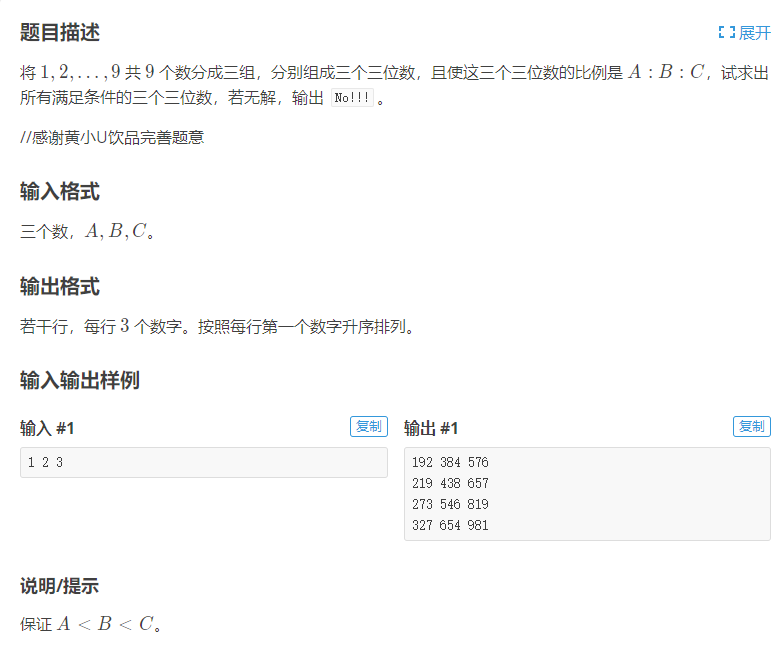 题目描述
展开
将 1, 2, . . . , 9 共 9 个数分成三组，分别组成三个三位数，且使这三个三位数的比例是 A : B : C，试求出
所有满足条件的三个三位数，若无解，输出 No!!! 。
//感谢黄小U饮品完善题意
输入格式
三个数，A, B, C。
输出格式
若干行，每行 3 个数字。按照每行第一个数字升序排列。
输入输出样例
输入 #1
复制
1 2 3
输出 #1
复制
192 384 576
219 438 657
273 546 819
327 654 981
说明/提示
保证 A < B < C。